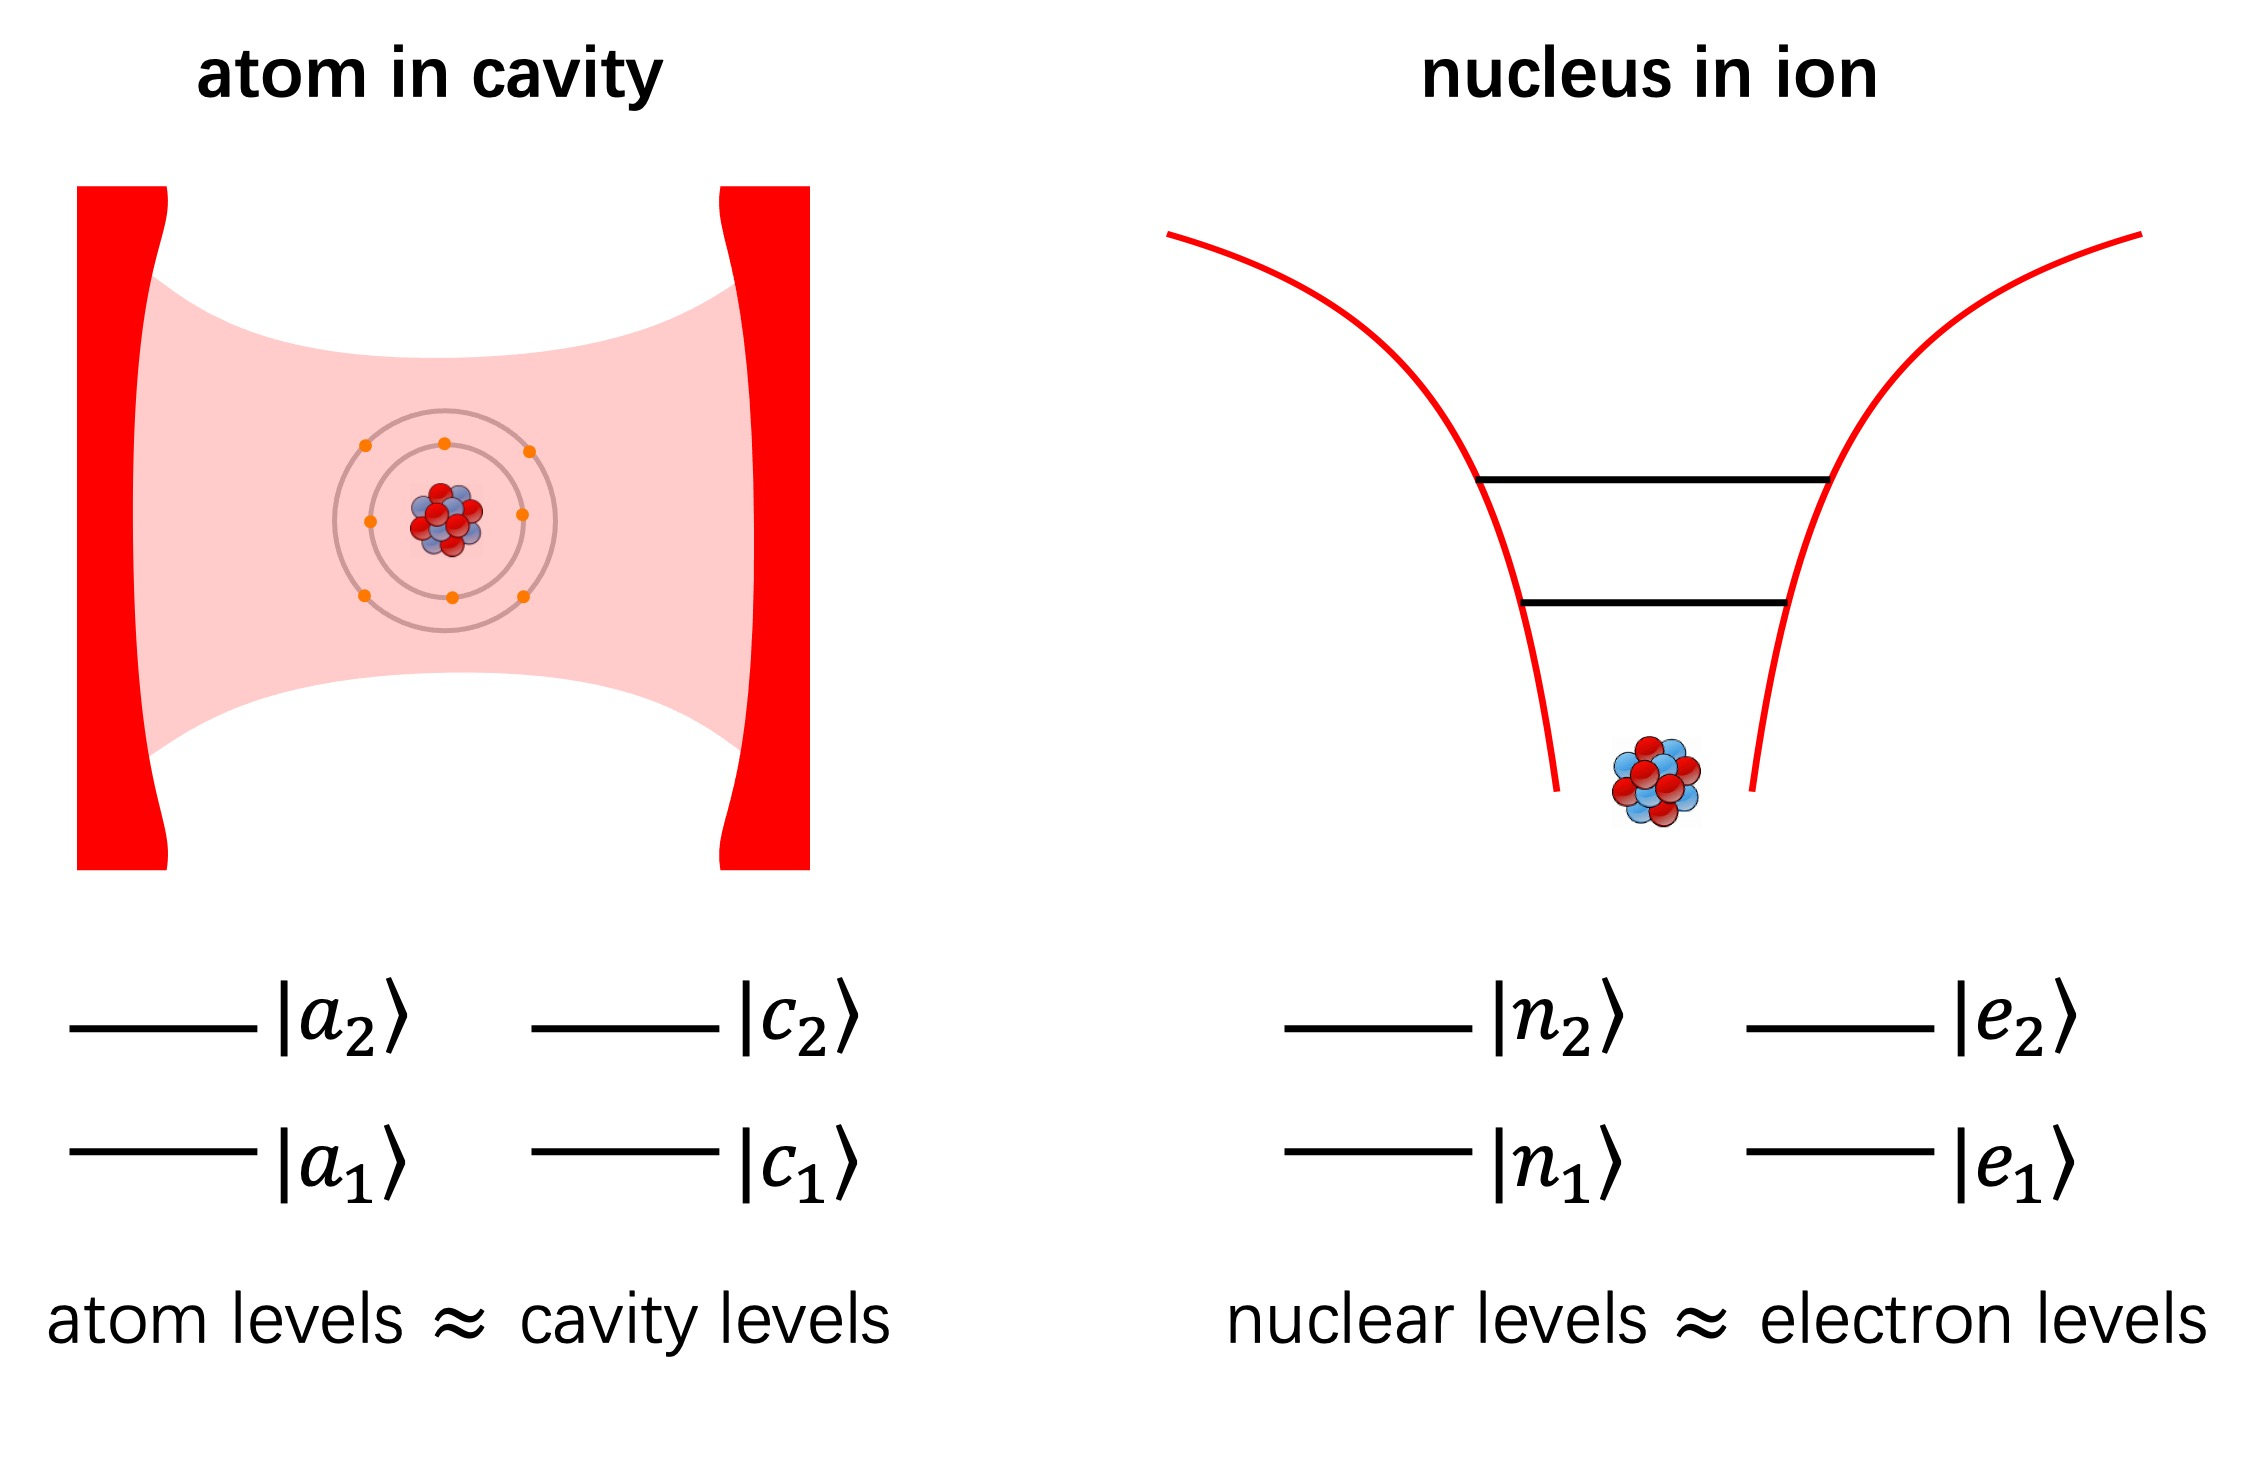 atom in cavity
nucleus in ion
|a₂⟩ |c₂⟩
|a₁⟩ |c₁⟩
|n₂⟩ |e₂⟩
|n₁⟩ |e₁⟩
atom levels ≈ cavity levels
nuclear levels ≈ electron levels